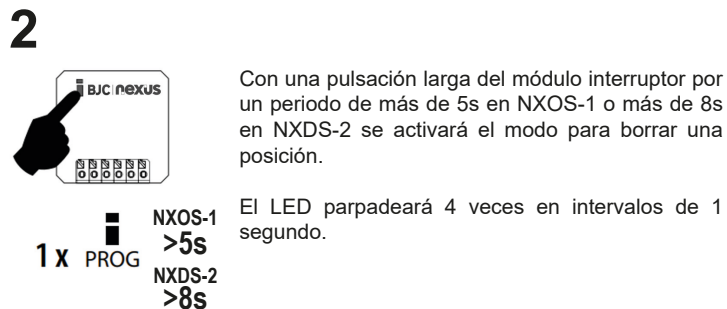 2
BJC nexus
Con una pulsación larga del módulo interruptor por
un periodo de más de 5s en NXOS-1 o más de 8s
en NXDS-2 se activará el modo para borrar una
posición.
El LED parpadeará 4 veces en intervalos de 1
segundo.
1 x PROG
NXOS-1
>5s
NXDS-2
>8s